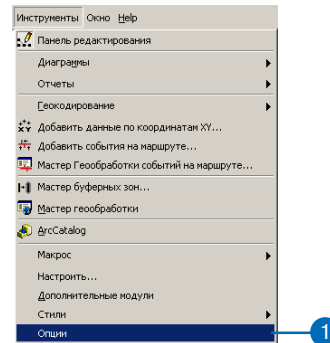 Инструменты Окно Help
Панель редактирования
Диаграммы
Отчеты
Геокодирование
Добавить данные по координатам XY...
Добавить события на маршруте...
Мастер Геообработки событий на маршруте...
Мастер буферных зон...
Мастер геообработки
ArcCatalog
Макрос
Настроить...
Дополнительные модули
Стили
Опции 1